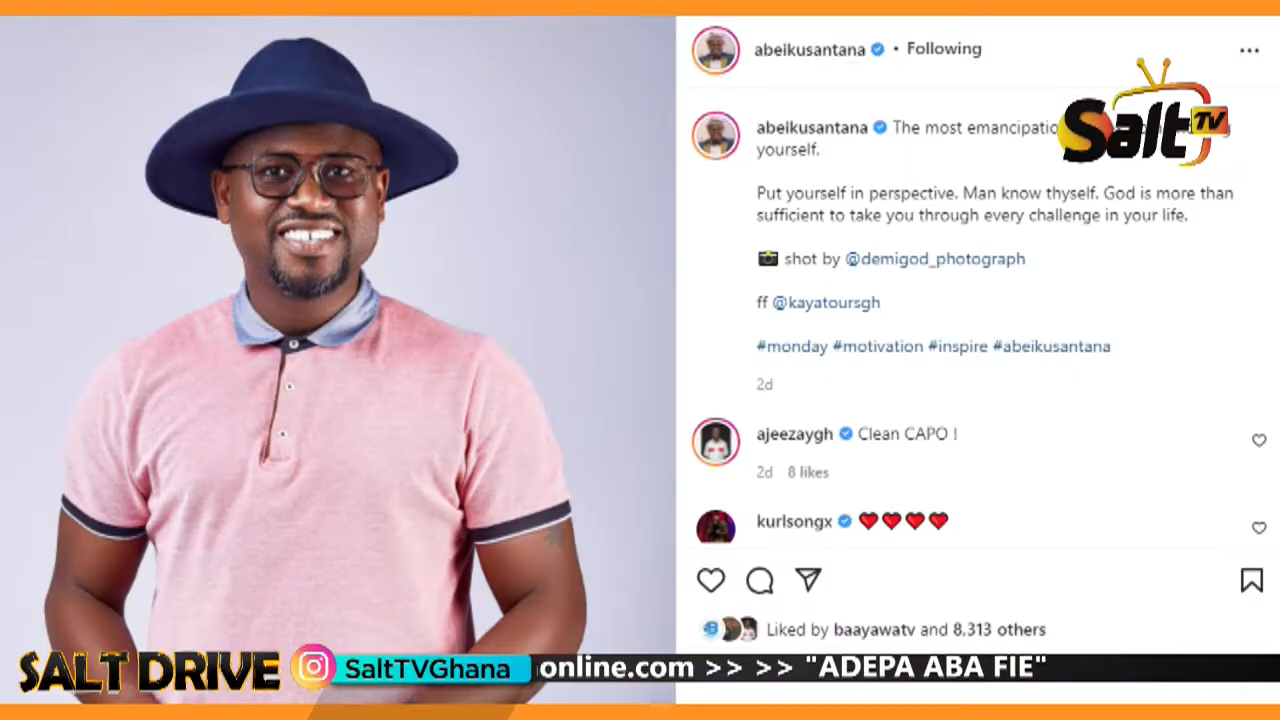 abeikusantana • Following
Salt TV
abeikusantana The most
yourself.
Put yourself in perspective. Man know thyself. God is more than
sufficient to take you through every challenge in your life.
shot by @demigod_photograph
ff @kayatoursgh
#monday #motivation #inspire #abeikusantana
2d
ajeezaygh Clean CAPO !
2d 8 likes
kurlsongx
Liked by baayawatv and 8,313 others
SALT DRIVE SaltTVGhana online.com >> >> "ADEPA ABA FIE"